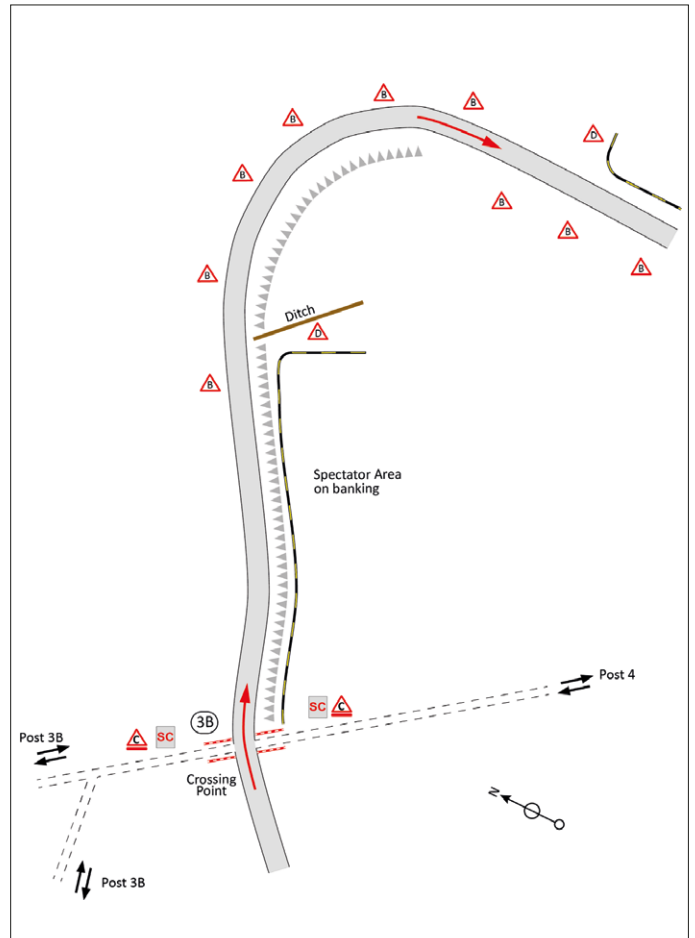 B
B
B
D
B
B
B
B
B
Ditch
D
B
Spectator Area
on banking
Post 4
C
SC
3B
SC
C
Post 3B
Crossing
Point
N
Post 3B